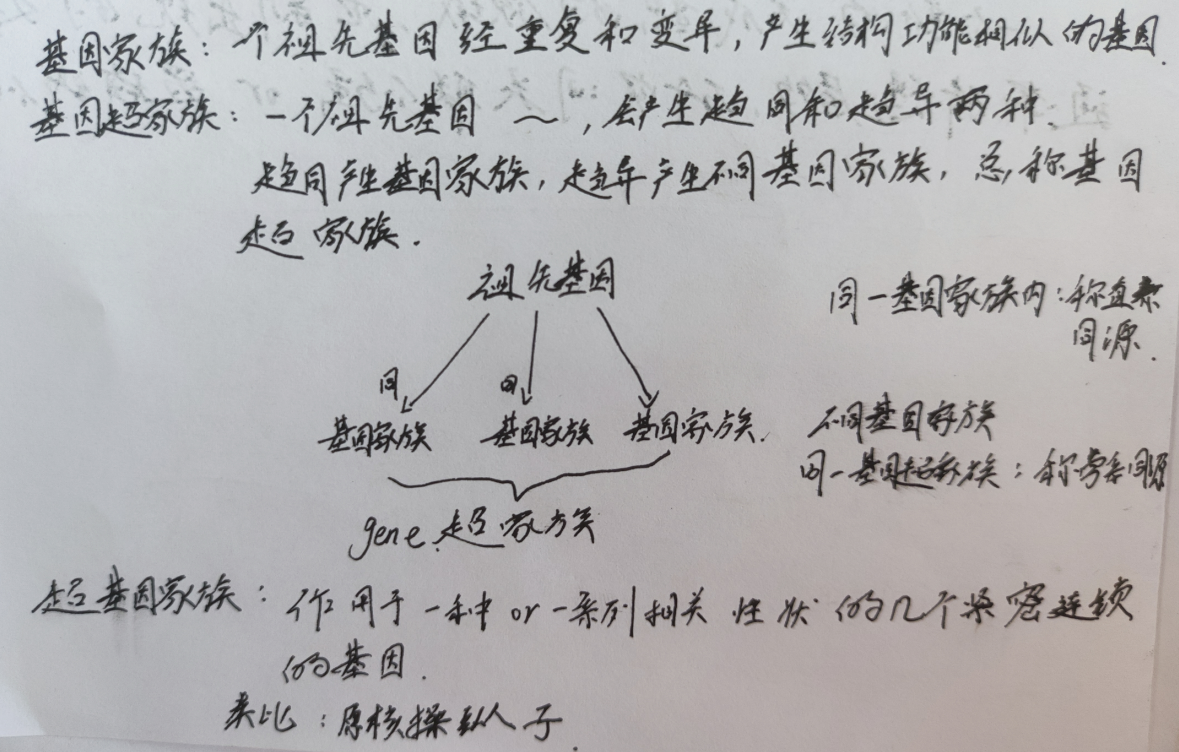 基因家族：一个祖先基因经重复和变异，产生结构功能相似的基因.
基因超家族：一个祖先基因 ～，会产生趋同和趋异两种.
趋同产生基因家族，趋异产生不同基因家族，总称基因
超家族.
祖先基因
同 同
基因家族 基因家族 基因家族.
gene 超家族
同一基因家族内：称直系
同源.
不同基因家族
同一基因超家族：称旁系同源
超基因家族：作用于一种or一系列相关性状的几个紧密连锁
的基因.
类比：原核操纵子.